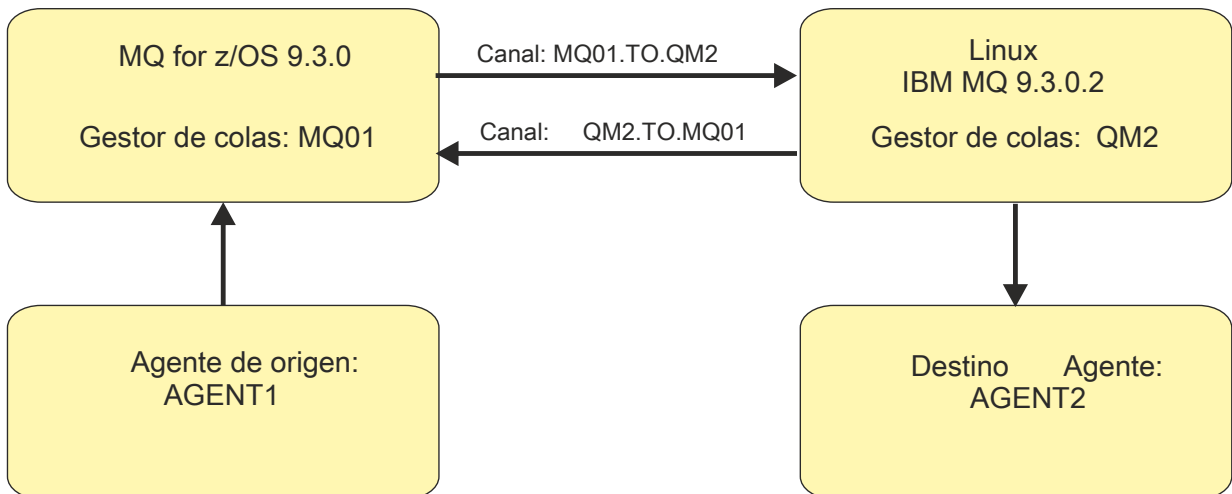 MQ for z/OS 9.3.0
Gestor de colas: MQ01
Canal: MQ01.TO.QM2
Canal: QM2.TO.MQ01
Linux
IBM MQ 9.3.0.2
Gestor de colas: QM2
Agente de origen:
AGENT1
Destino Agente:
AGENT2